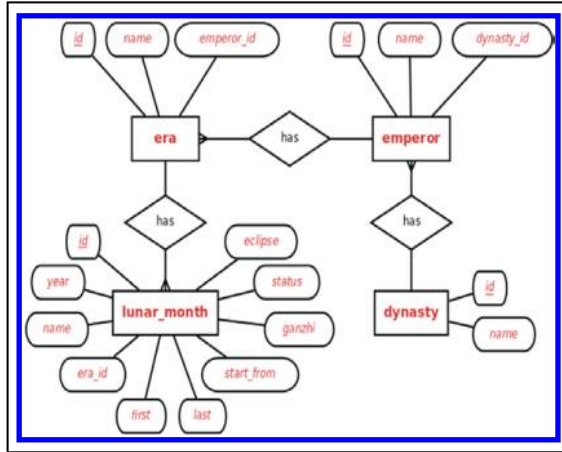 id name emperor_id id name dynasty_id
era has emperor
has has
id eclipse
year status id
lunar_month dynasty
name ganzhi name
era_id start_from
first last